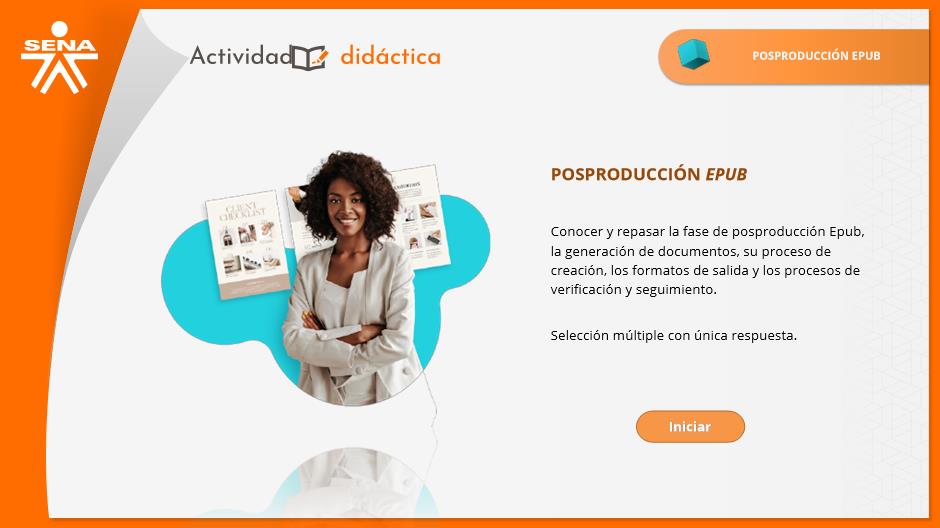 SENA
Actividad didáctica
POSPRODUCCIÓN EPUB
CLIENT
CHECKLIST
POSPRODUCCIÓN EPUB
Conocer y repasar la fase de posproducción Epub,
la generación de documentos, su proceso de
creación, los formatos de salida y los procesos de
verificación y seguimiento.
Selección múltiple con única respuesta.
Iniciar